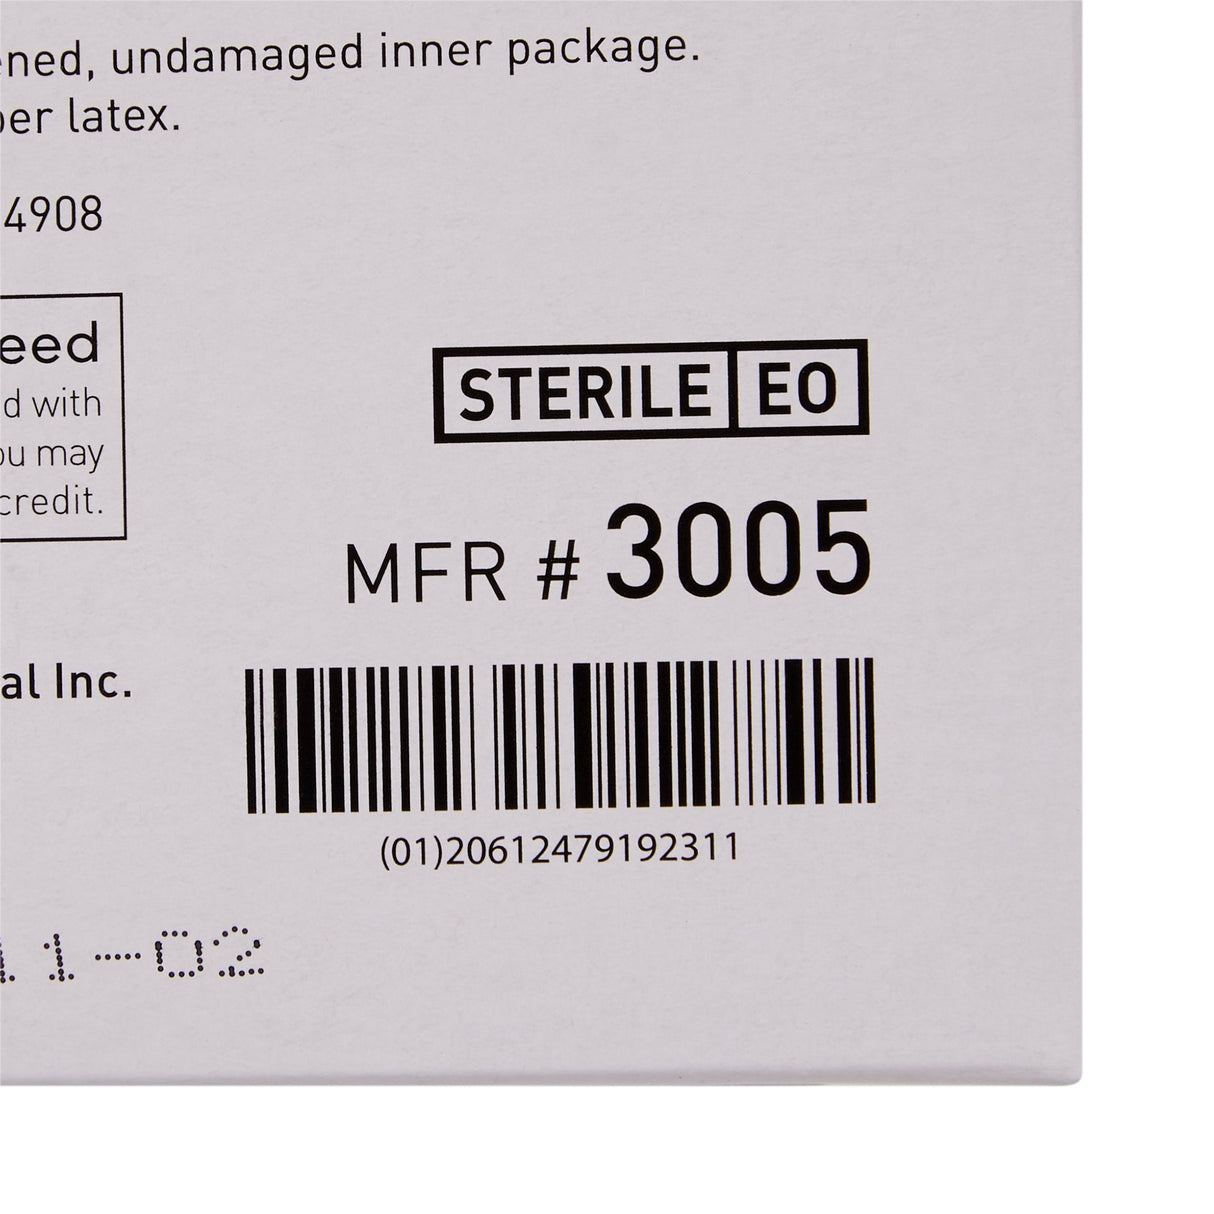 ened, undamaged inner package.
ber latex.
4908
eed
d with
ou may
credit.
STERILE EO
MFR # 3005
al Inc.
(01)20612479192311
11-02